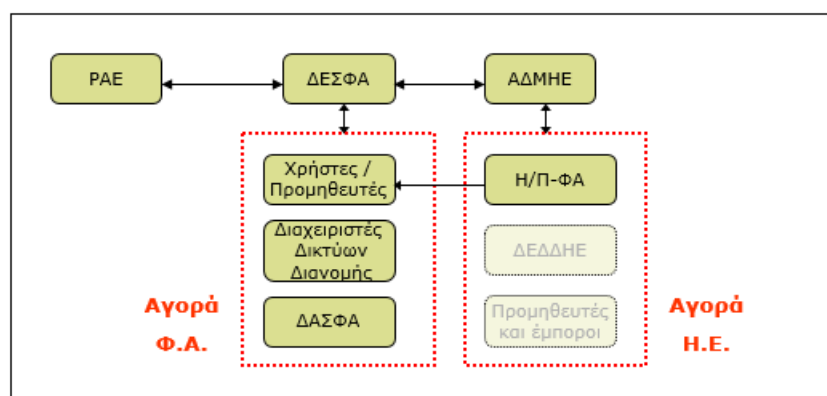 ΡΑΕ
ΔΕΣΦΑ
ΑΔΜΗΕ
Χρήστες /
Προμηθευτές
Η/Π-ΦΑ
Διαχειριστές
Δικτύων
Διανομής
ΔΕΔΔΗΕ
ΔΑΣΦΑ
Προμηθευτές
και έμποροι
Αγορά
Φ.Α.
Αγορά
Η.Ε.